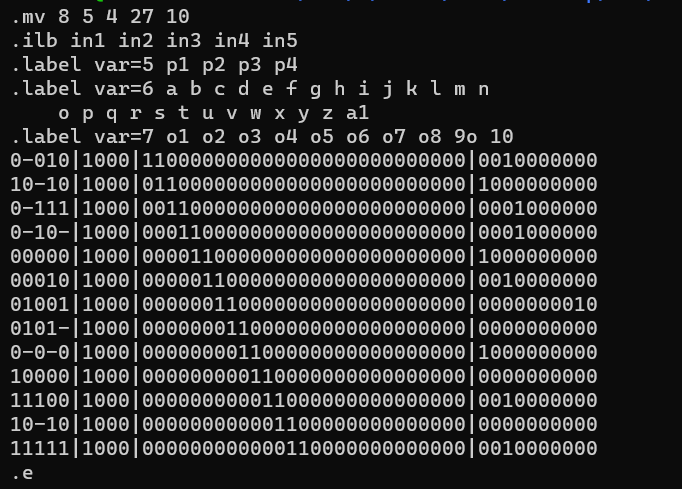 .mv 8 5 4 27 10
.ilb in1 in2 in3 in4 in5
.label var=5 p1 p2 p3 p4
.label var=6 a b c d e f g h i j k l m n
o p q r s t u v w x y z a1
.label var=7 o1 o2 o3 o4 o5 o6 o7 o8 9o 10
0-010|1000|110000000000000000000000000|0010000000
10-10|1000|011000000000000000000000000|1000000000
0-111|1000|001100000000000000000000000|0001000000
0-10-|1000|000110000000000000000000000|0001000000
00000|1000|000011000000000000000000000|1000000000
00010|1000|000001100000000000000000000|0010000000
01001|1000|000000110000000000000000000|0000000010
0101-|1000|000000011000000000000000000|0000000000
0-0-0|1000|000000001100000000000000000|1000000000
10000|1000|000000000110000000000000000|0000000000
11100|1000|000000000011000000000000000|0010000000
10-10|1000|000000000001100000000000000|0000000000
11111|1000|000000000000110000000000000|0010000000
.e